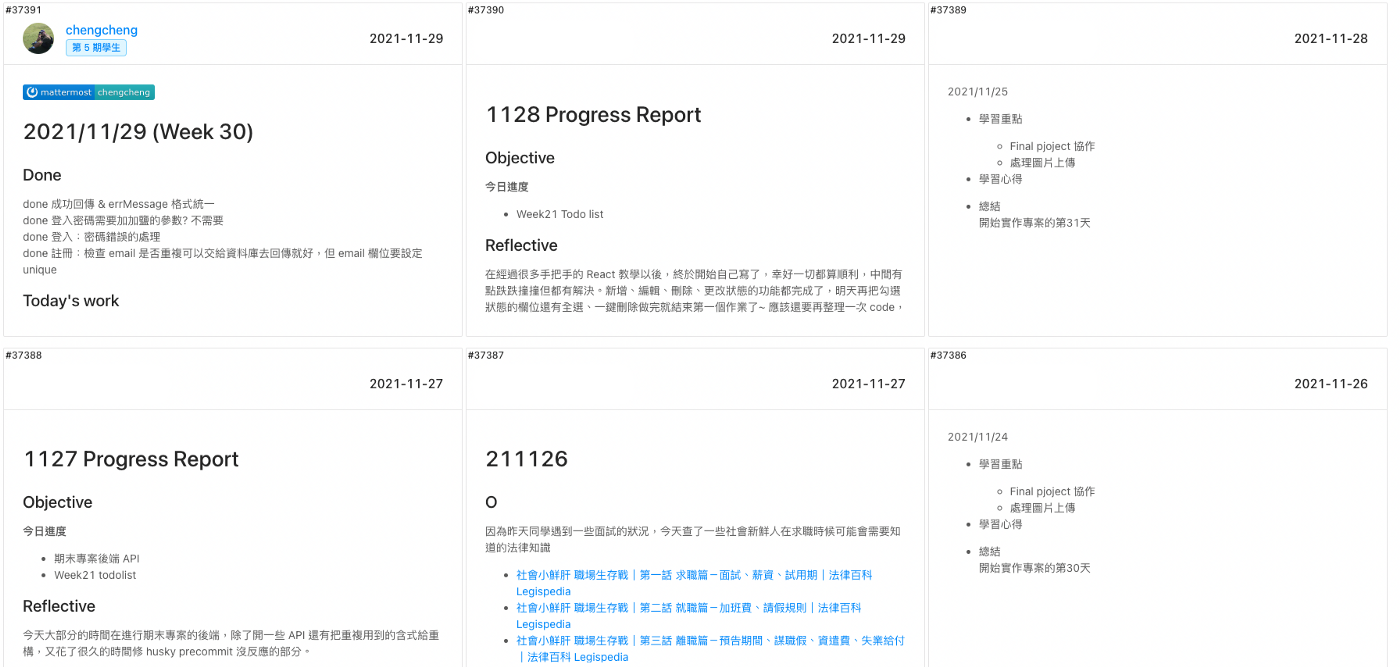 #37391
chengcheng
第 5 期學生
2021-11-29
mattermost chengcheng
2021/11/29 (Week 30)
Done
done 成功回傳 & errMessage 格式統一
done 登入密碼需要加加鹽的參數? 不需要
done 登入：密碼錯誤的處理
done 註冊：檢查 email 是否重複可以交給資料庫去回傳就好，但 email 欄位要設定
unique
Today's work
#37390
2021-11-29
1128 Progress Report
Objective
今日進度
Week21 Todo list
Reflective
在經過很多手把手的 React 教學以後，終於開始自己寫了，幸好一切都算順利，中間有
點跌跌撞撞但都有解決。新增、編輯、刪除、更改狀態的功能都完成了，明天再把勾選
狀態的欄位還有全選、一鍵刪除做完就結束第一個作業了~ 應該還要再整理一次 code，
#37389
2021-11-28
2021/11/25
學習重點
Final pjoject 協作
處理圖片上傳
學習心得
總結
開始實作專案的第31天
#37388
2021-11-27
1127 Progress Report
Objective
今日進度
期末專案後端 API
Week21 todolist
Reflective
今天大部分的時間在進行期末專案的後端，除了開一些 API 還有把重複用到的含式給重
構，又花了很久的時間修 husky precommit 沒反應的部分。
#37387
2021-11-27
211126
O
因為昨天同學遇到一些面試的狀況，今天查了一些社會新鮮人在求職時候可能會需要知
道的法律知識
社會小鮮肝 職場生存戰｜第一話 求職篇－面試、薪資、試用期｜法律百科
Legispedia
社會小鮮肝 職場生存戰｜第二話 就職篇－加班費、請假規則｜法律百科
Legispedia
社會小鮮肝 職場生存戰｜第三話 離職篇－預告期間、謀職假、資遣費、失業給付
｜法律百科 Legispedia
#37386
2021-11-26
2021/11/24
學習重點
Final pjoject 協作
處理圖片上傳
學習心得
總結
開始實作專案的第30天